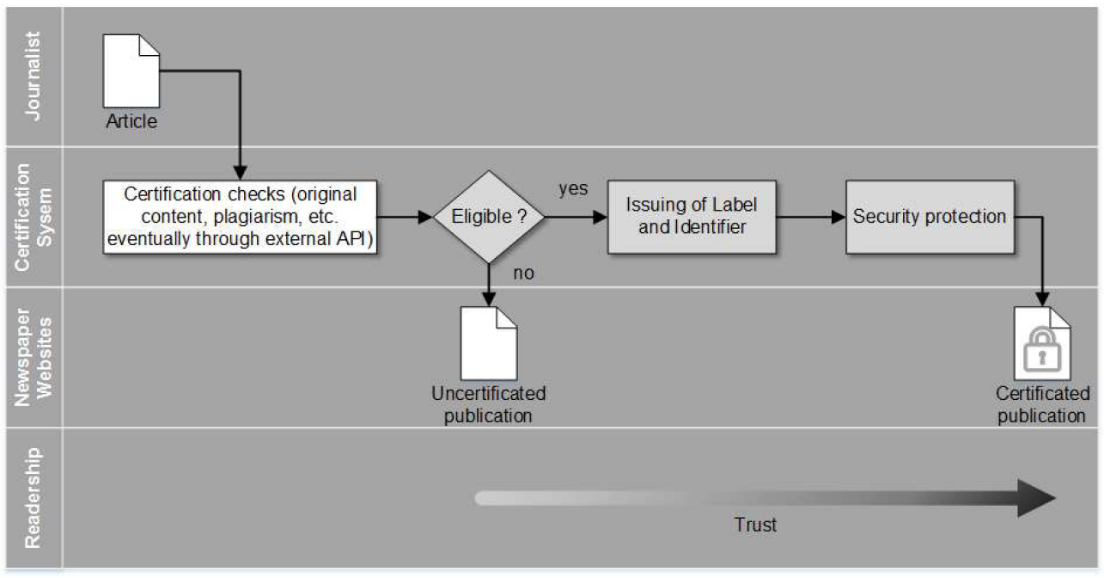 Journalist
Article
Certification
Sysem
Certification checks (original
content, plagiarism, etc.
eventually through external API)
Eligible ?
yes
no
Issuing of Label
and Identifier
Security protection
Newspaper
Websites
Uncertificated
publication
Certificated
publication
Readership
Trust